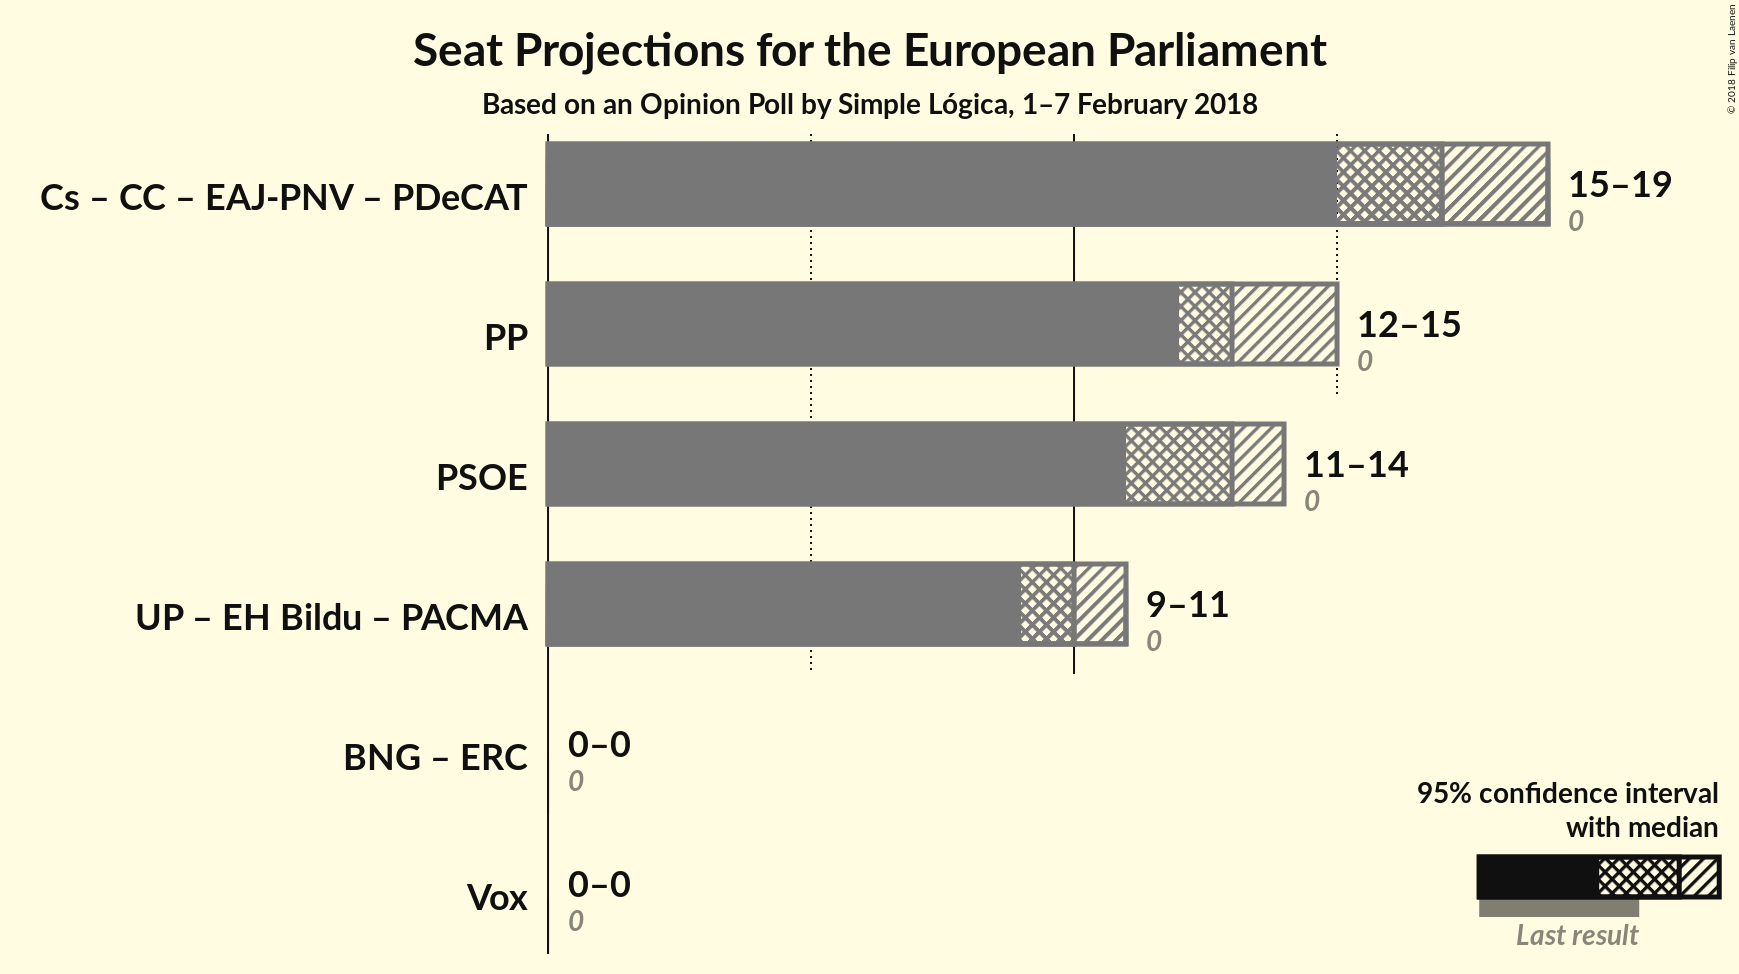 Seat Projections for the European Parliament
Based on an Opinion Poll by Simple Lógica, 1–7 February 2018
© 2018 Filip van Laenen
Cs – CC – EAJ-PNV – PDeCAT
15–19
0
PP
12–15
0
PSOE
11–14
0
UP – EH Bildu – PACMA
9–11
0
BNG – ERC
0–0
0
Vox
0–0
0
95% confidence interval
with median
Last result